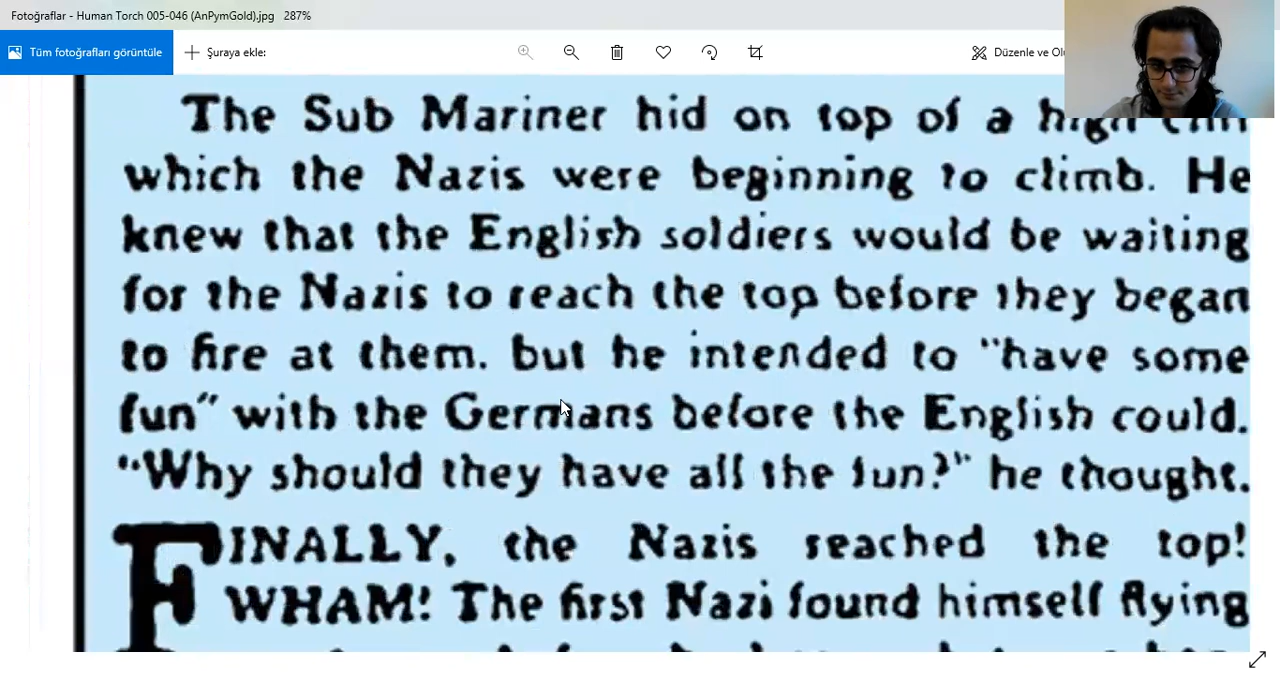 Fotoğraflar - Human Torch 005-046 (AnPymGold).jpg 287%
Tüm fotoğrafları görüntüle
Şuraya ekle:
Düzenle ve
The Sub Mariner hid on top of a high
which the Nazis were beginning to climb. He
knew that the English soldiers would be waiting
for the Nazis to reach the top before they began
to fire at them. but he intended to "have some
fun" with the Germans before the English could.
"Why should they have all the fun?" he thought.
FINALLY, the Nazis reached the top!
WHAM! The first Nazi found himself flying